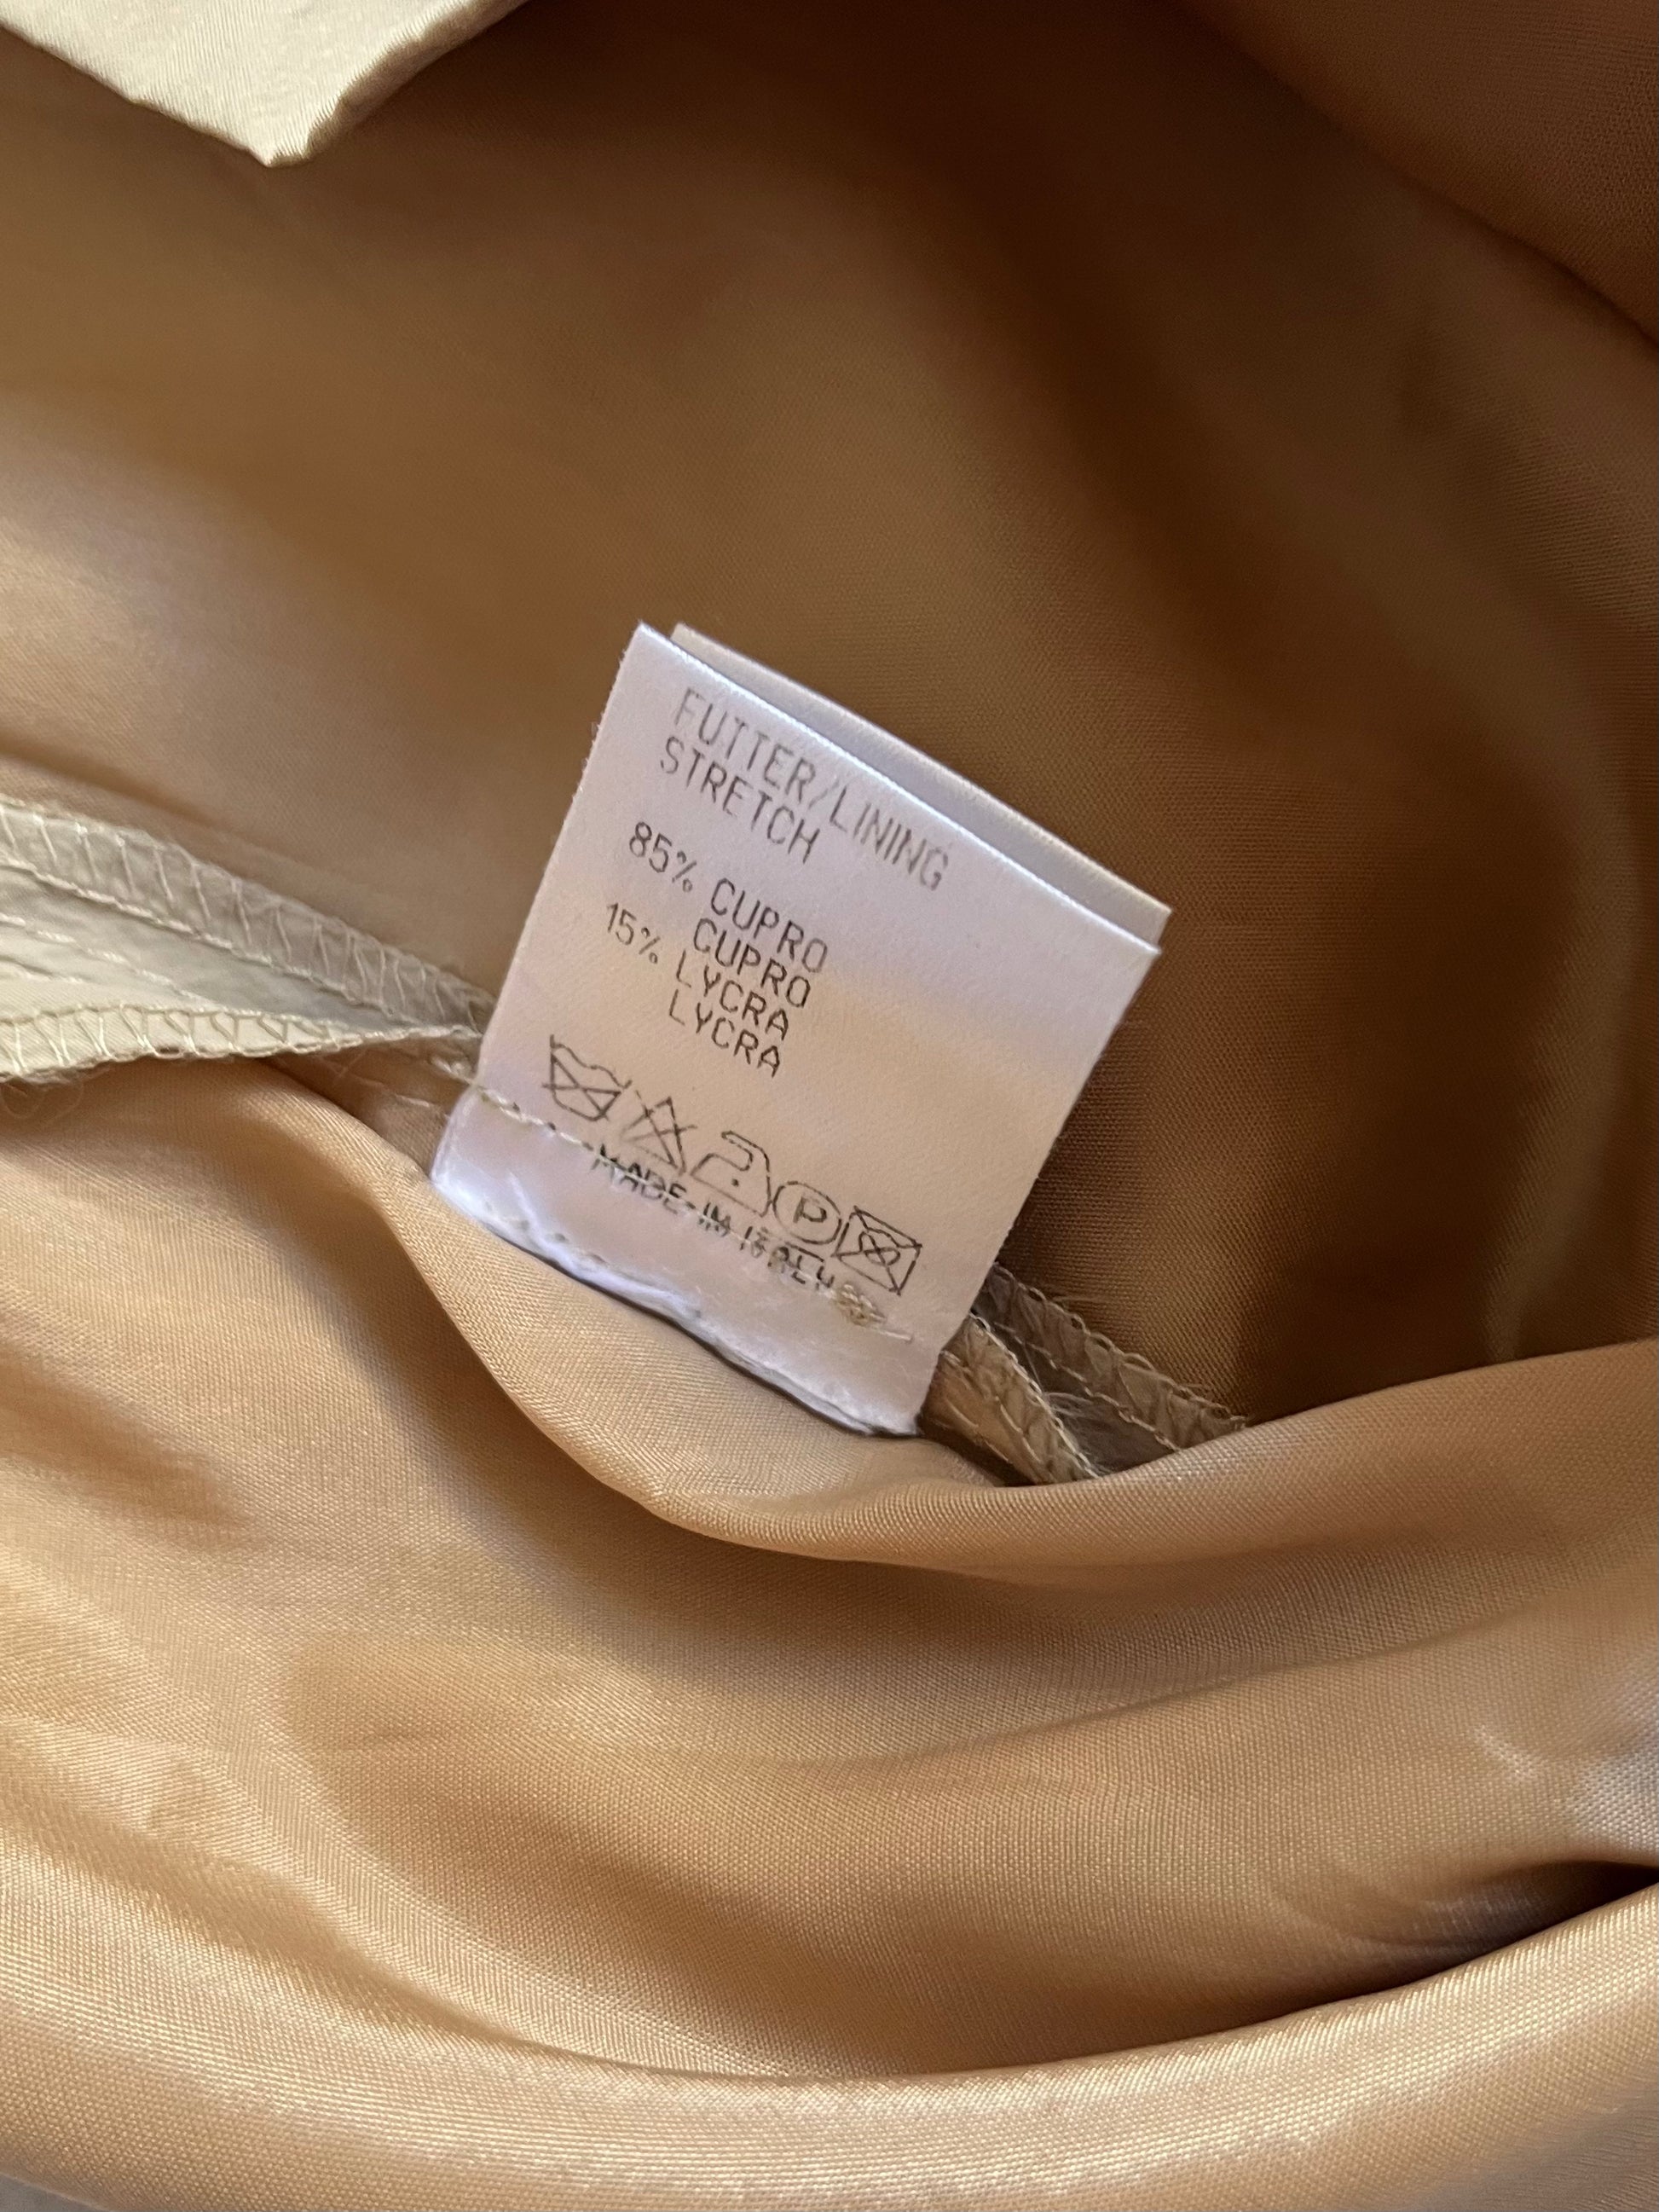 FUTTER/LINING
STRETCH
85% CUPRO
CUPRO
15% LYCRA
LYCRA
P
MADE IN ITALY